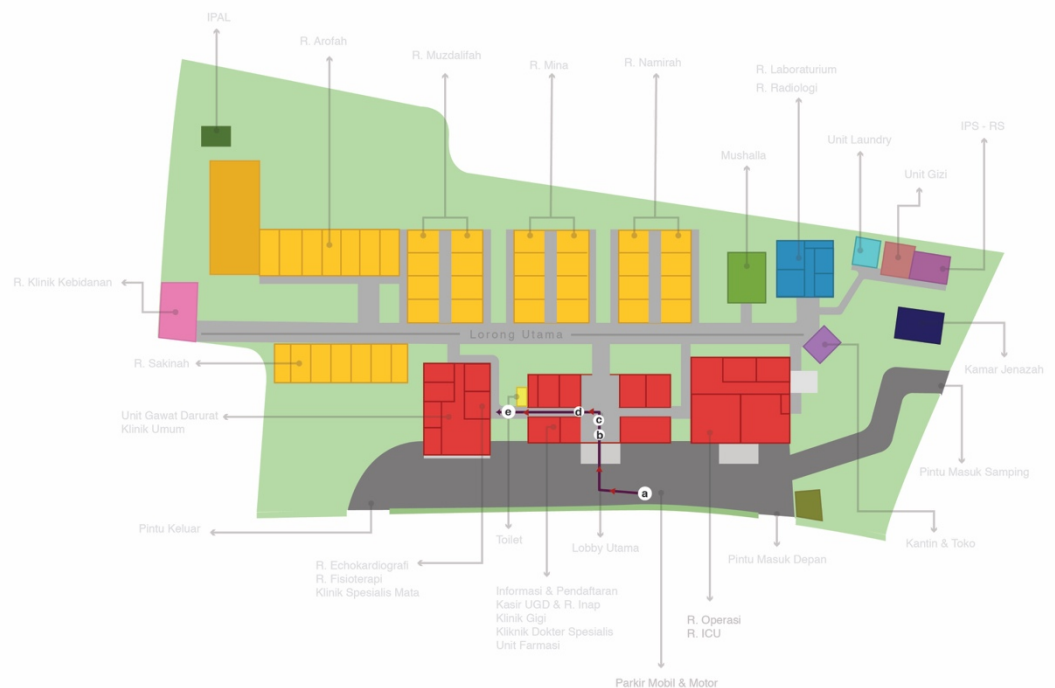 IPAL
R. Arofah
R. Muzdalifah
R. Mina
R. Namirah
R. Laboraturium
R. Radiologi
IPS - RS
Unit Laundry
Mushalla
Unit Gizi
R. Klinik Kebidanan
Lorong Utama
R. Sakinah
Kamar Jenazah
Unit Gawat Darurat
Klinik Umum
e
d
c
b
a
Pintu Masuk Samping
Pintu Keluar
Toilet
Lobby Utama
Pintu Masuk Depan
Kantin & Toko
R. Echokardiografi
R. Fisioterapi
Klinik Spesialis Mata
Informasi & Pendaftaran
Kasir UGD & R. Inap
Klinik Gigi
Kliknik Dokter Spesialis
Unit Farmasi
R. Operasi
R. ICU
Parkir Mobil & Motor